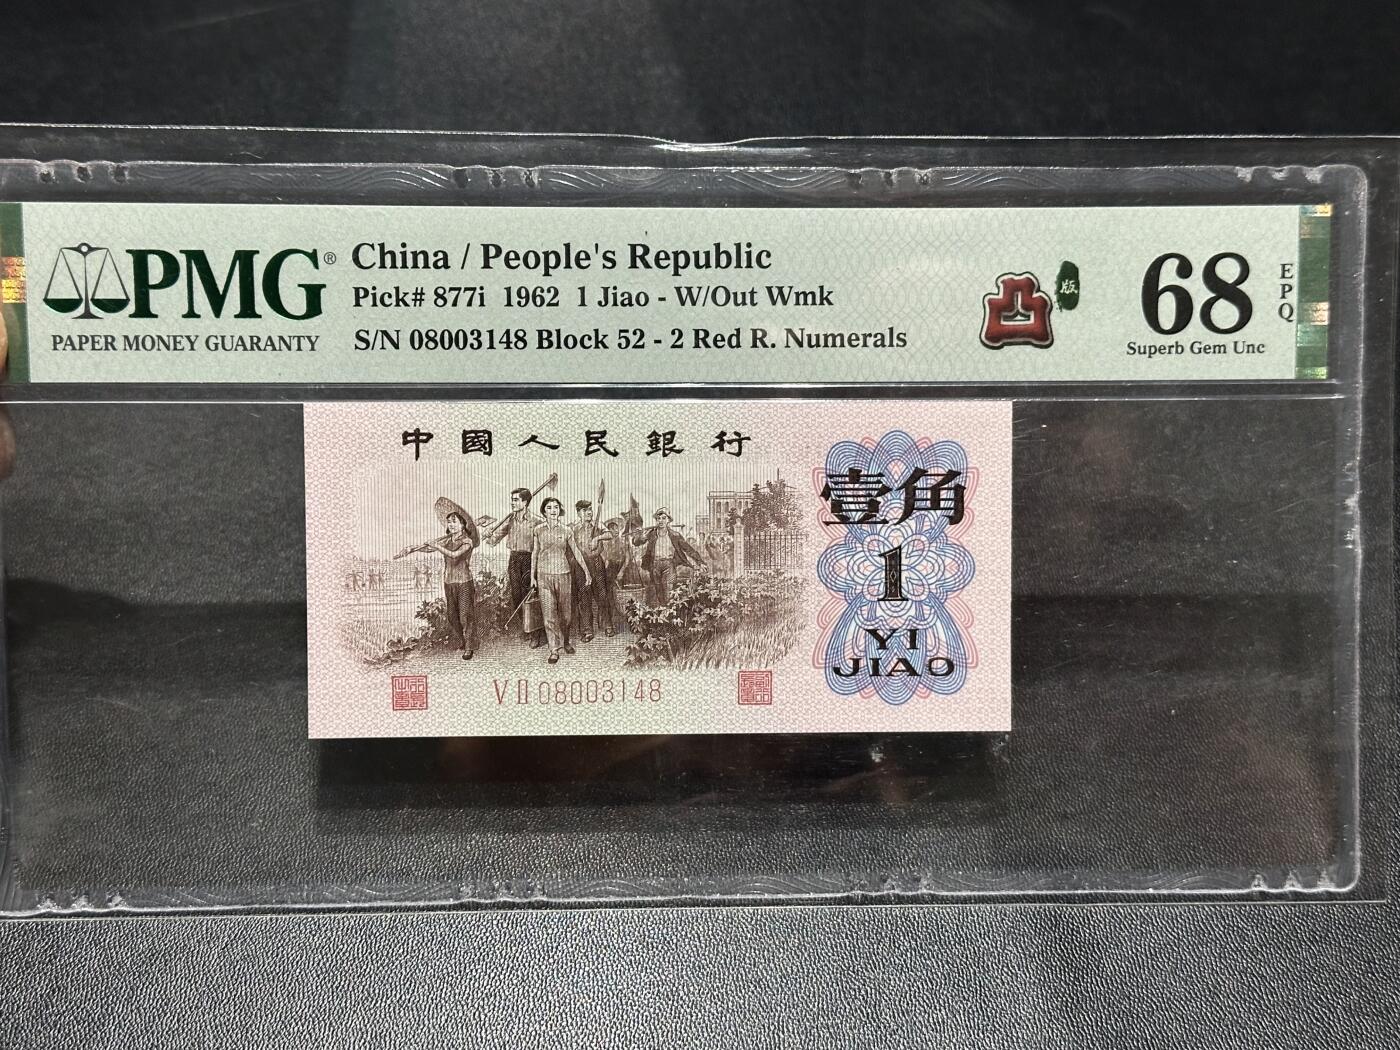 PMG®
PAPER MONEY GUARANTY
China / People's Republic
Pick# 877i 1962 1 Jiao - W/Out Wmk
S/N 08003148 Block 52 - 2 Red R. Numerals
凸
版
68
EPQ
Superb Gem Unc
中國人民銀行
壹角
1
YI
JIAO
V II 08003148